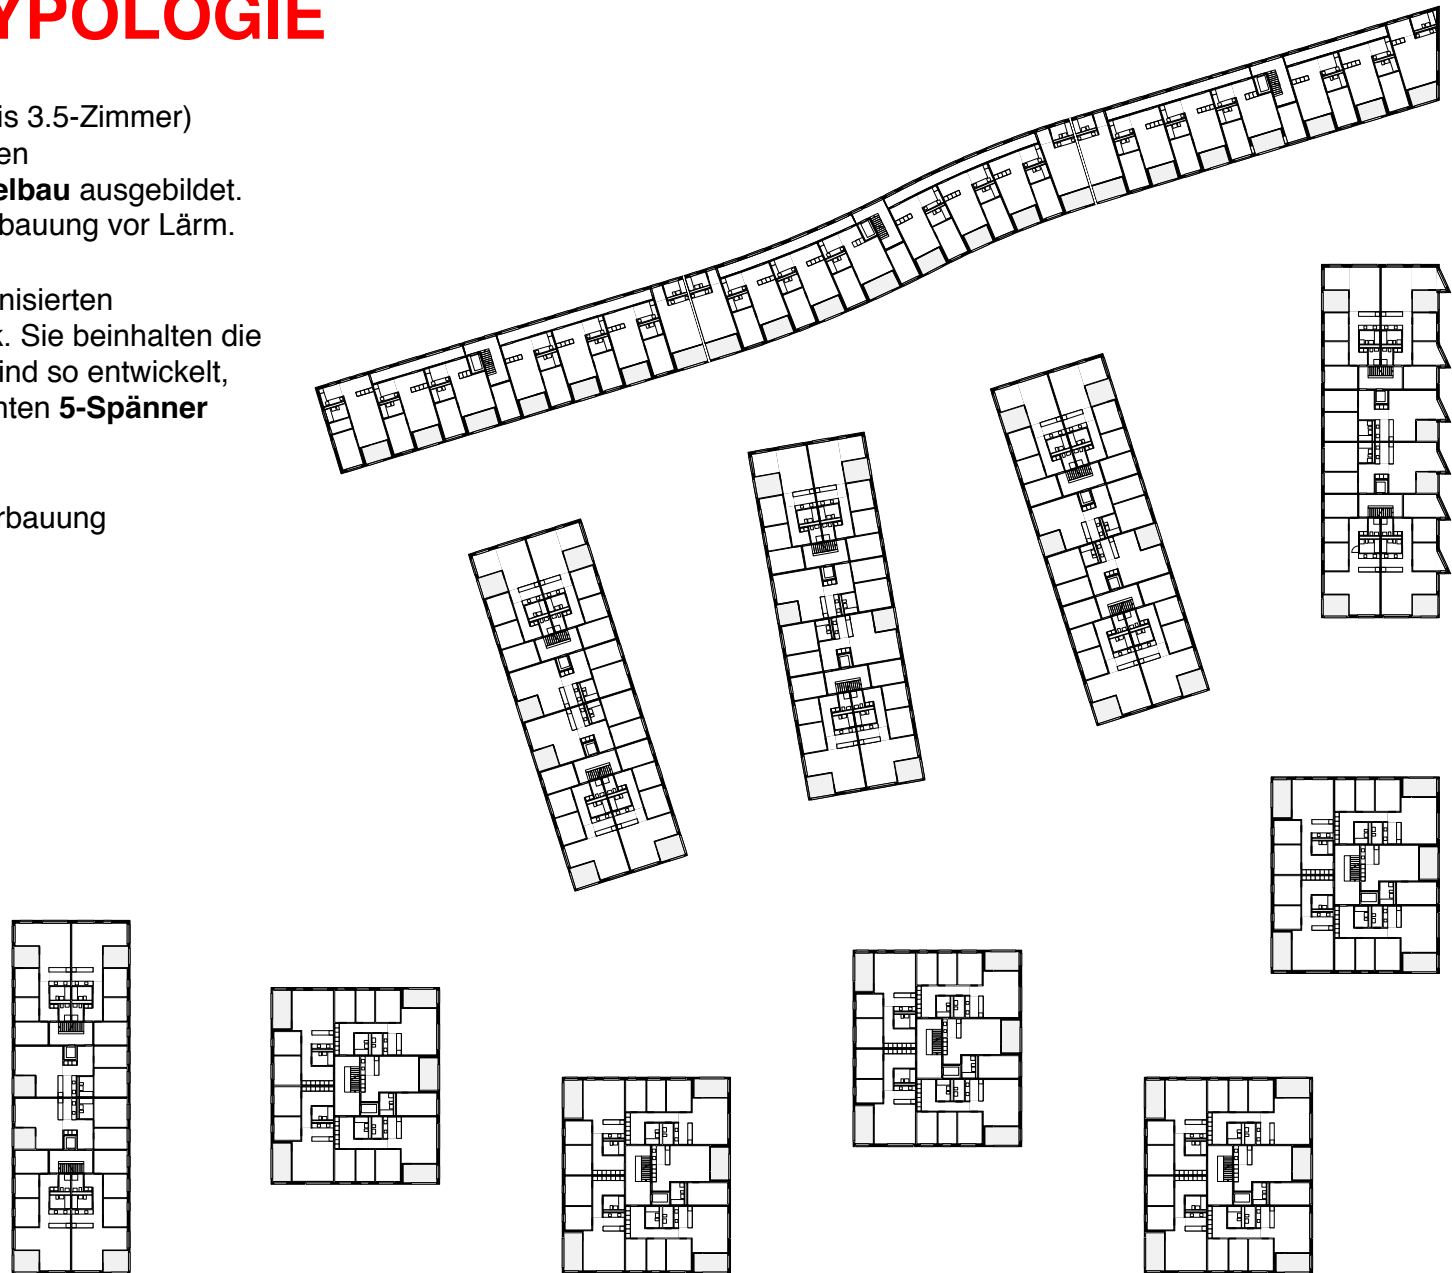 YPOLOGIE
is 3.5-Zimmer)
en
elbau ausgebildet.
bauung vor Lärm.
nisierten
k. Sie beinhalten die
ind so entwickelt,
nten 5-Spänner
rbauung